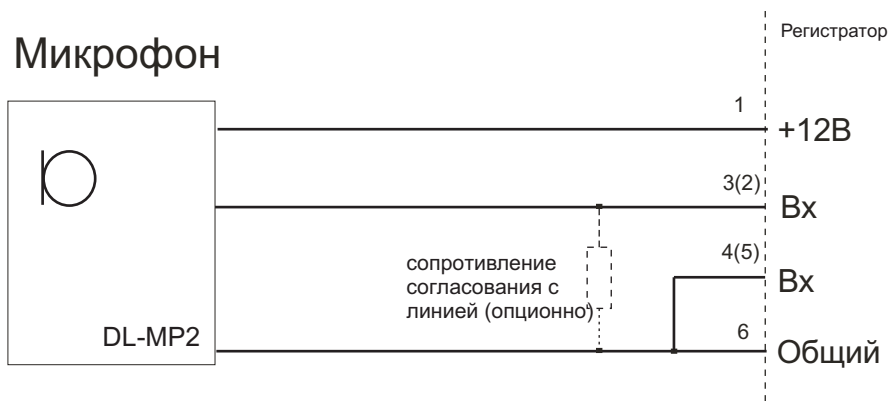 Регистратор
Микрофон
1
+12В
3(2)
Вх
4(5)
Вх
сопротивление
согласования с
линией (опционно)
DL-MP2
6
Общий